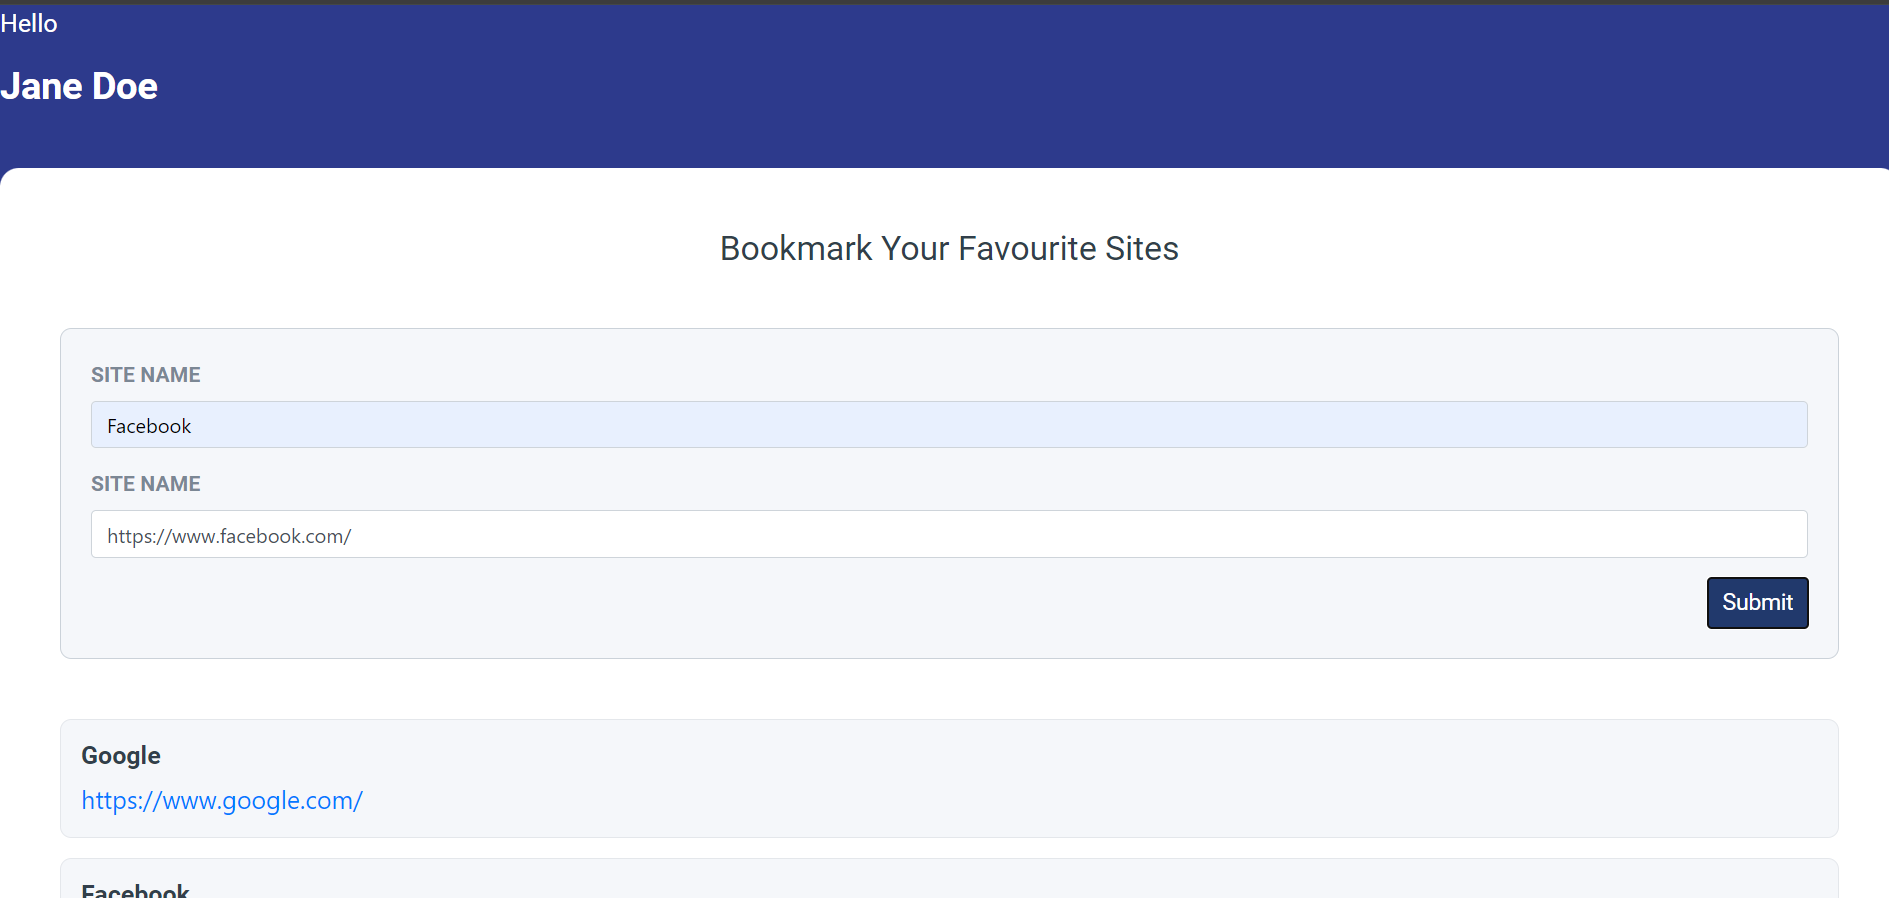 Hello
Jane Doe
Bookmark Your Favourite Sites
SITE NAME
Facebook
SITE NAME
https://www.facebook.com/
Submit
Google
https://www.google.com/
Facebook